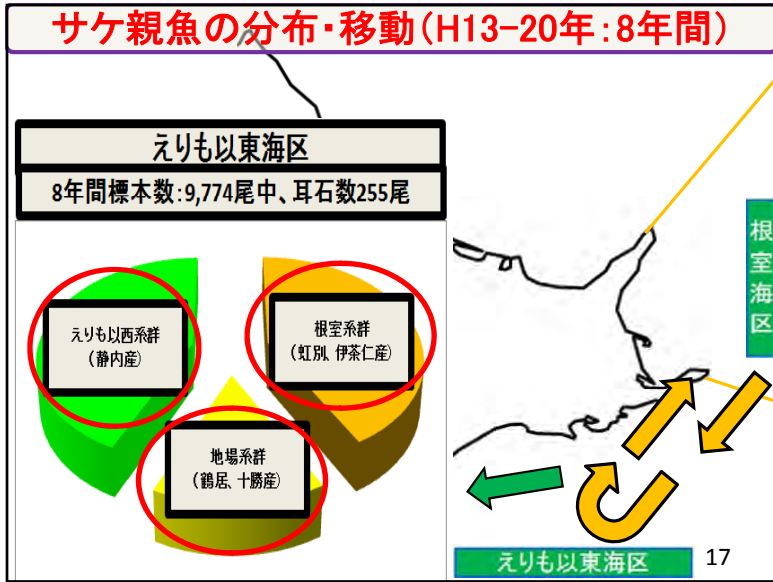 サケ親魚の分布・移動(H13-20年:8年間)
えりも以東海区
8年間標本数:9,774尾中、耳石数255尾
えりも以西系群
(静内産)
根室系群
(虹別、伊茶仁産)
地場系群
(鶴居、十勝産)
根室海区
えりも以東海区
17